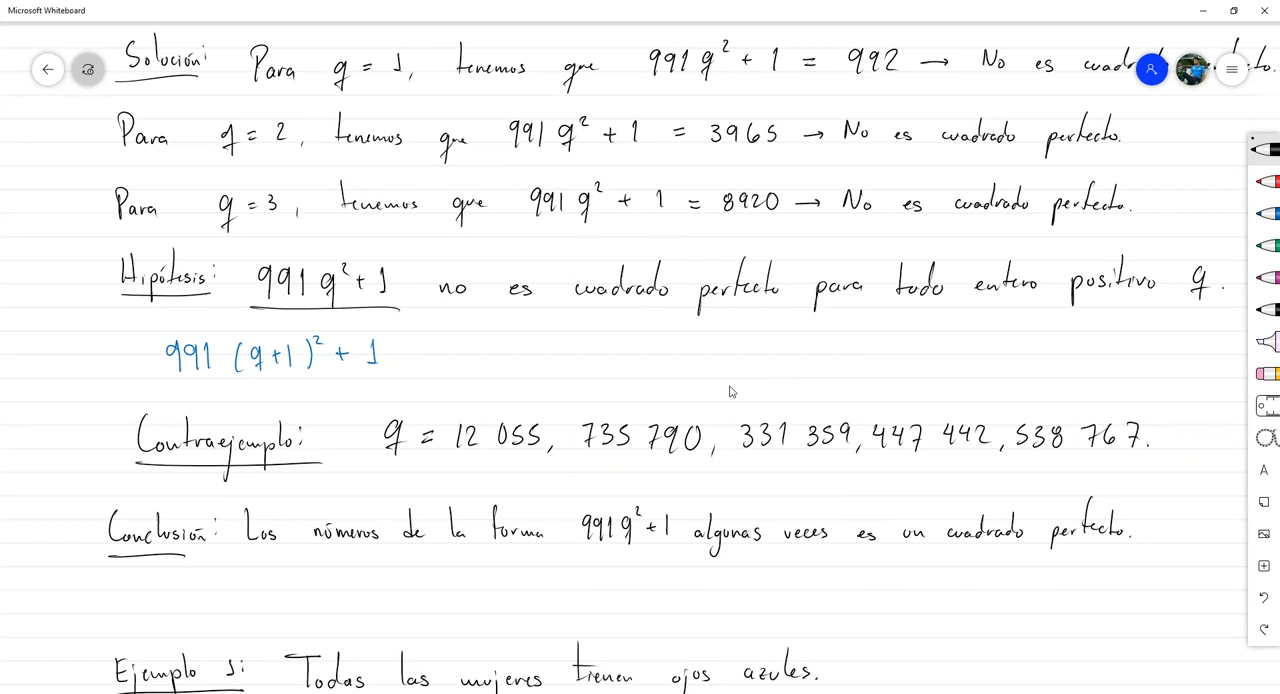 Microsoft Whiteboard
Solución: Para q = 1, tenemos que 991 q² + 1 = 992 → No es cuad to.
Para q = 2, tenemos que 991 q² + 1 = 3965 → No es cuadrado perfecto.
Para q = 3, tenemos que 991 q² + 1 = 8920 → No es cuadrado perfecto.
Hipótesis: 991 q² + 1 no es cuadrado perfecto para todo entero positivo q.
991 (q+1)² + 1
Contraejemplo: q = 12 055, 735 790, 331 359, 447 442, 538 767.
Conclusión: Los números de la forma 991q² + 1 algunas veces es un cuadrado perfecto.
Ejemplo 1: Todas las mujeres tienen ojos azules.
A